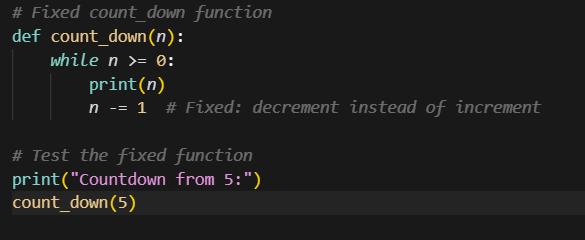 # Fixed count_down function
def count_down(n):
    while n >= 0:
        print(n)
        n -= 1  # Fixed: decrement instead of increment

# Test the fixed function
print("Countdown from 5:")
count_down(5)